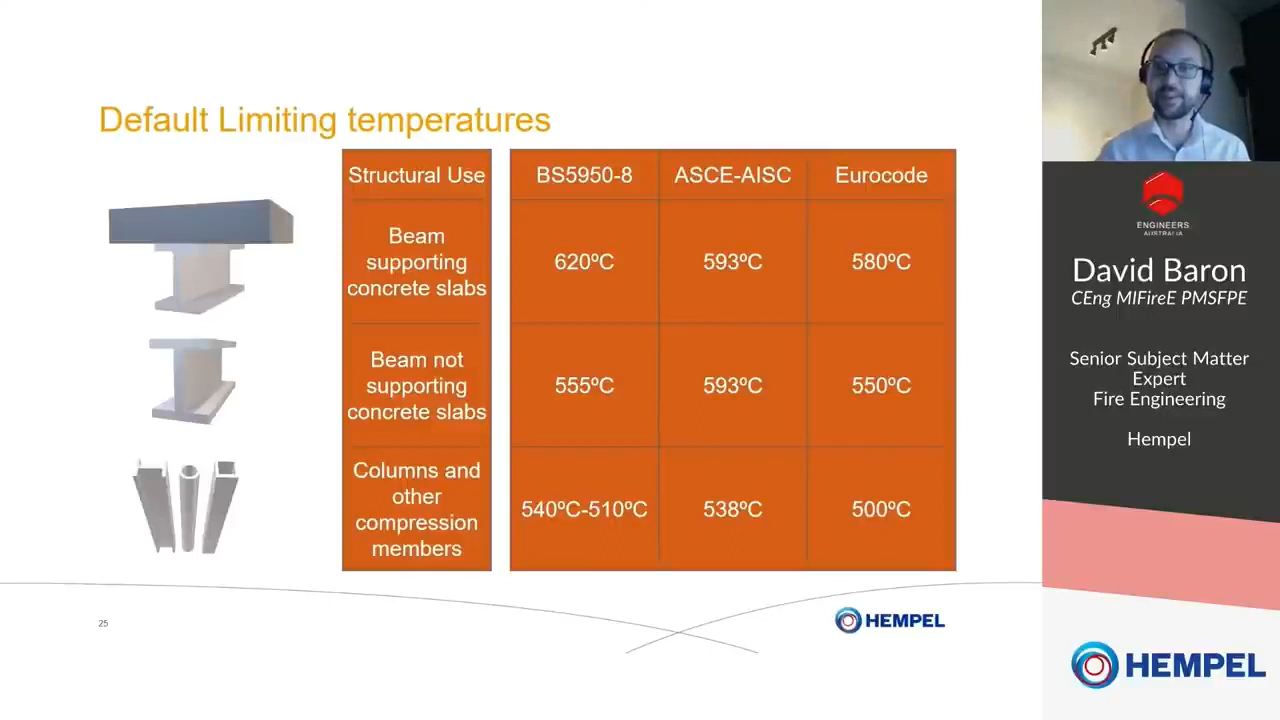 Default Limiting temperatures
Structural Use
BS5950-8
ASCE-AISC
Eurocode
Beam
supporting
concrete slabs
620ºC
593ºC
580ºC
Beam not
supporting
concrete slabs
555ºC
593ºC
550ºC
Columns and
other
compression
members
540ºC-510ºC
538ºC
500ºC
25
HEMPEL
ENGINEERS
AUSTRALIA
David Baron
CEng MIFireE PMSFPE
Senior Subject Matter
Expert
Fire Engineering
Hempel
HEMPEL